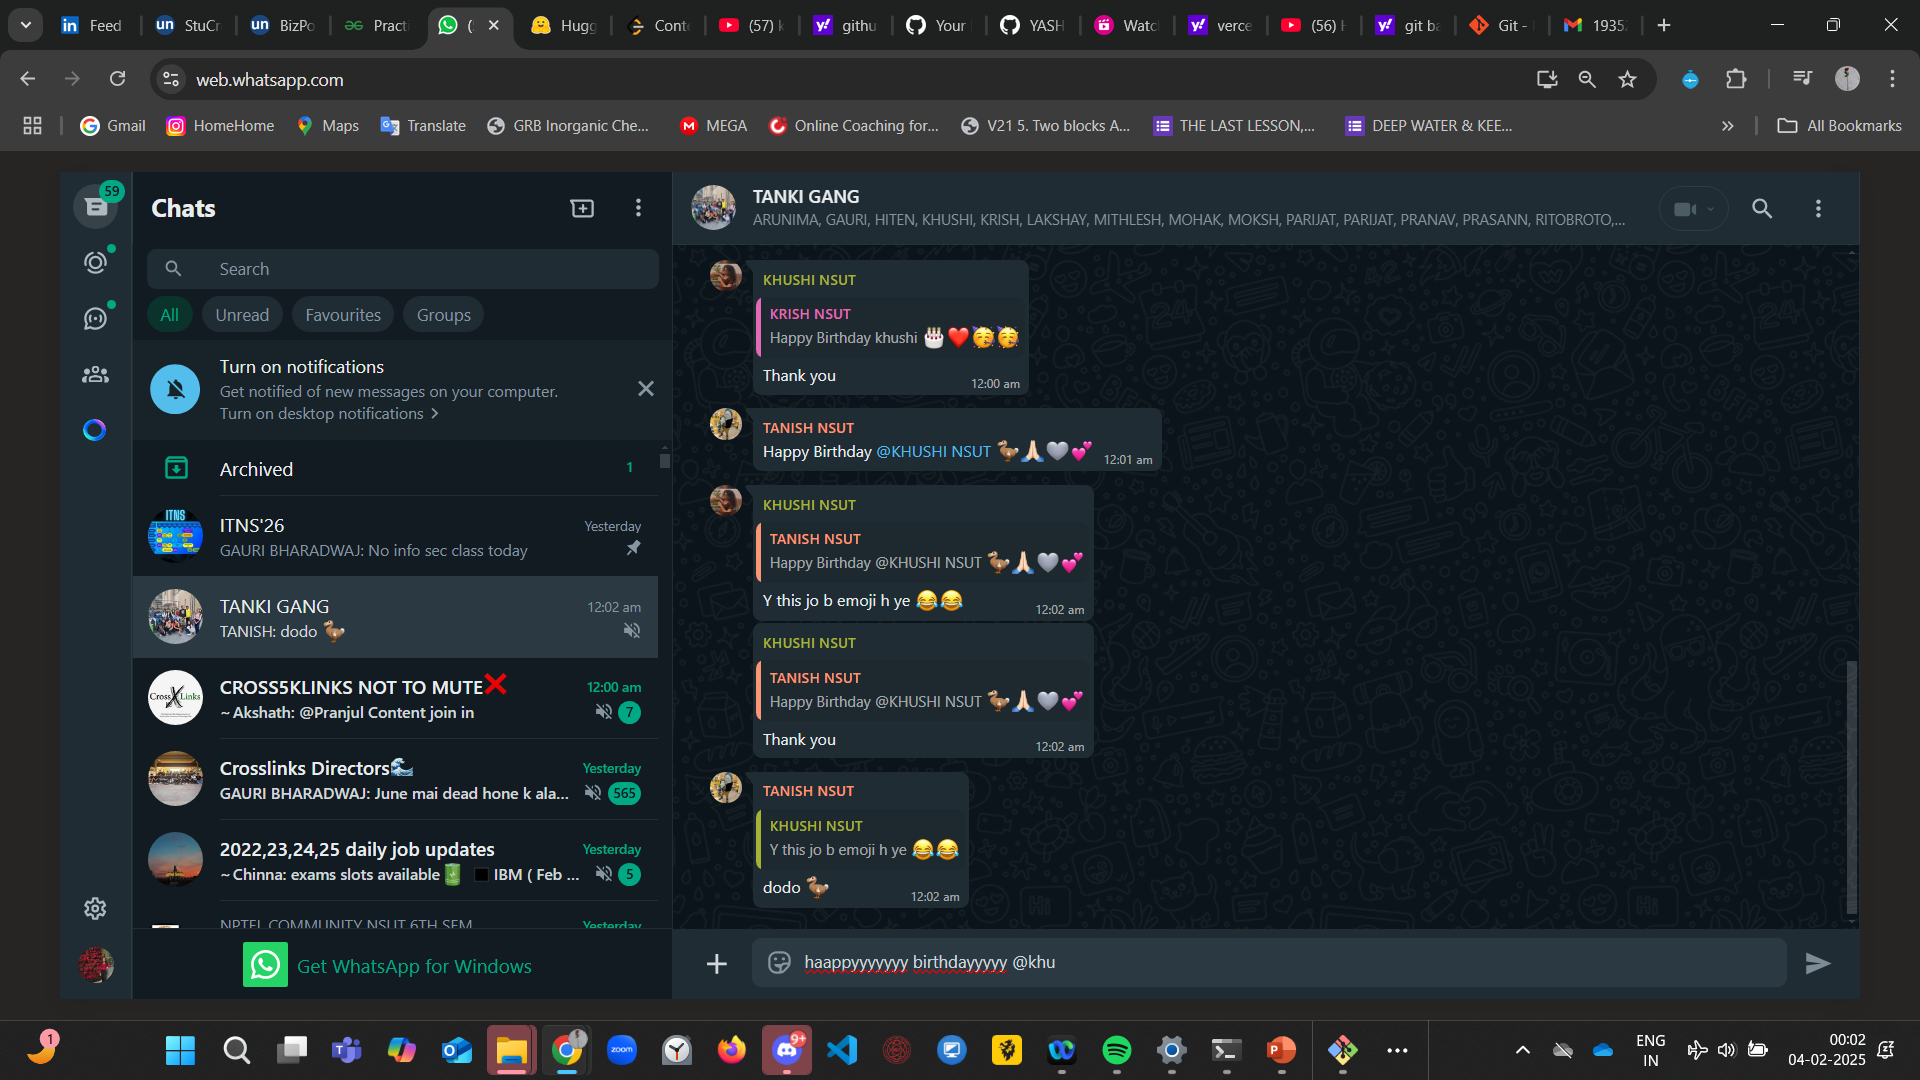 Feed
StuCr
BizPo
Practi
Hugg
Conte
(57) k
githu
Your
YASH
Watc
verce
(56) H
git ba
Git -
1935
web.whatsapp.com
Gmail
HomeHome
Maps
Translate
GRB Inorganic Che...
MEGA
Online Coaching for...
V21 5. Two blocks A...
THE LAST LESSON,...
DEEP WATER & KEE...
All Bookmarks
59
Chats
Search
All
Unread
Favourites
Groups
Turn on notifications
Get notified of new messages on your computer.
Turn on desktop notifications >
Archived
1
ITNS
ITNS'26
Yesterday
GAURI BHARADWAJ: No info sec class today
TANKI GANG
12:02 am
TANISH: dodo 🦤
Cross Links
CROSS5KLINKS NOT TO MUTE❌
12:00 am
~ Akshath: @Pranjul Content join in
7
Crosslinks Directors🌊
Yesterday
GAURI BHARADWAJ: June mai dead hone k ala...
565
2022,23,24,25 daily job updates
Yesterday
~ Chinna: exams slots available🔋 ◼ IBM ( Feb ...
5
NPTEL COMMUNITY NSUT 6TH SEM
Yesterday
Get WhatsApp for Windows
TANKI GANG
ARUNIMA, GAURI, HITEN, KHUSHI, KRISH, LAKSHAY, MITHLESH, MOHAK, MOKSH, PARIJAT, PARIJAT, PRANAV, PRASANN, RITOBROTO,...
KHUSHI NSUT
KRISH NSUT
Happy Birthday khushi 🎂❤️🥳🥳
Thank you
12:00 am
TANISH NSUT
Happy Birthday @KHUSHI NSUT 🦤🙏🏻🩶💕
12:01 am
KHUSHI NSUT
TANISH NSUT
Happy Birthday @KHUSHI NSUT 🦤🙏🏻🩶💕
Y this jo b emoji h ye 😂😂
12:02 am
KHUSHI NSUT
TANISH NSUT
Happy Birthday @KHUSHI NSUT 🦤🙏🏻🩶💕
Thank you
12:02 am
TANISH NSUT
KHUSHI NSUT
Y this jo b emoji h ye 😂😂
dodo 🦤
12:02 am
haappyyyyyyy birthdayyyyy @khu
1
zoom
9+
ENG
IN
00:02
04-02-2025